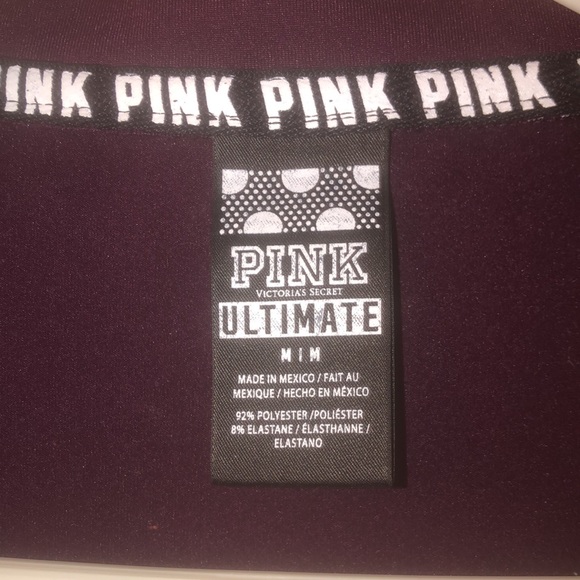 PINK PINK PINK PINK
PINK
VICTORIA'S SECRET
ULTIMATE
M | M
MADE IN MEXICO / FAIT AU
MEXIQUE / HECHO EN MÉXICO
92% POLYESTER /POLIÉSTER
8% ELASTANE / ÉLASTHANNE /
ELASTANO